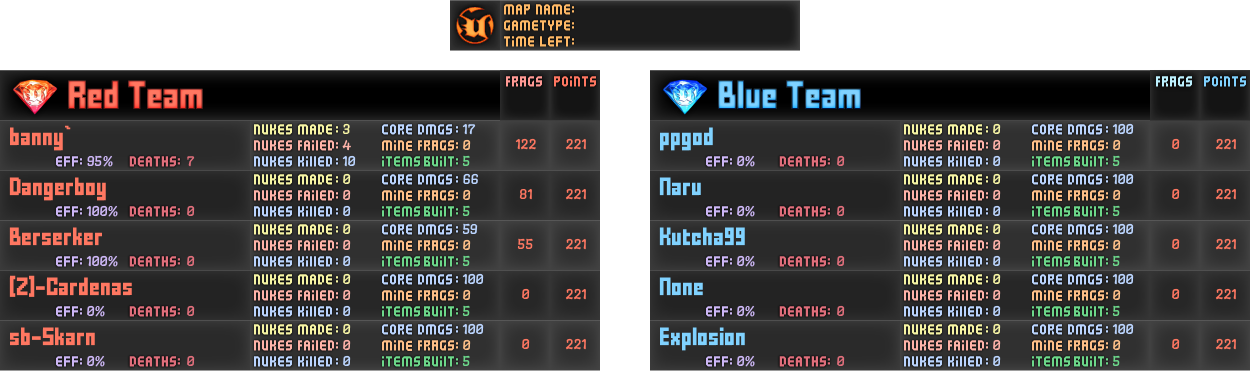 MAP NAME:
GAMETYPE:
TIME LEFT:
Red Team FRAGS POINTS
banny` NUKES MADE: 3 CORE DMGS: 17
NUKES FAILED: 4 MINE FRAGS: 0 122 221
EFF: 95% DEATHS: 7 NUKES KILLED: 10 ITEMS BUILT: 5
Dangerboy NUKES MADE: 0 CORE DMGS: 66
NUKES FAILED: 0 MINE FRAGS: 0 81 221
EFF: 100% DEATHS: 0 NUKES KILLED: 0 ITEMS BUILT: 5
Berserker NUKES MADE: 0 CORE DMGS: 59
NUKES FAILED: 0 MINE FRAGS: 0 55 221
EFF: 100% DEATHS: 0 NUKES KILLED: 0 ITEMS BUILT: 5
[Z]-Cardenas NUKES MADE: 0 CORE DMGS: 100
NUKES FAILED: 0 MINE FRAGS: 0 0 221
EFF: 0% DEATHS: 0 NUKES KILLED: 0 ITEMS BUILT: 5
sb-Skarn NUKES MADE: 0 CORE DMGS: 100
NUKES FAILED: 0 MINE FRAGS: 0 0 221
EFF: 0% DEATHS: 0 NUKES KILLED: 0 ITEMS BUILT: 5
Blue Team FRAGS POINTS
ppgod NUKES MADE: 0 CORE DMGS: 100
NUKES FAILED: 0 MINE FRAGS: 0 0 221
EFF: 0% DEATHS: 0 NUKES KILLED: 0 ITEMS BUILT: 5
Naru NUKES MADE: 0 CORE DMGS: 100
NUKES FAILED: 0 MINE FRAGS: 0 0 221
EFF: 0% DEATHS: 0 NUKES KILLED: 0 ITEMS BUILT: 5
Kutcha99 NUKES MADE: 0 CORE DMGS: 100
NUKES FAILED: 0 MINE FRAGS: 0 0 221
EFF: 0% DEATHS: 0 NUKES KILLED: 0 ITEMS BUILT: 5
None NUKES MADE: 0 CORE DMGS: 100
NUKES FAILED: 0 MINE FRAGS: 0 0 221
EFF: 0% DEATHS: 0 NUKES KILLED: 0 ITEMS BUILT: 5
Explosion NUKES MADE: 0 CORE DMGS: 100
NUKES FAILED: 0 MINE FRAGS: 0 0 221
EFF: 0% DEATHS: 0 NUKES KILLED: 0 ITEMS BUILT: 5